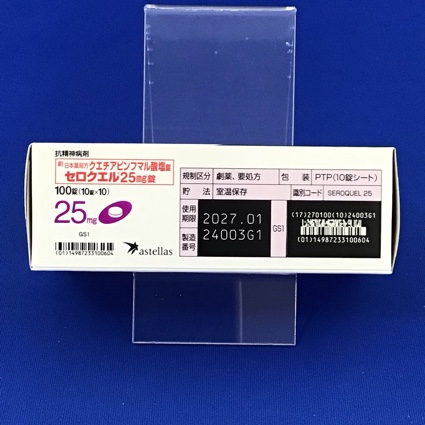 抗精神病剤
劇 日本薬局方 クエチアピンフマル酸塩錠
セロクエル25mg錠
100錠(10錠×10)
25mg
GS1
(01)14987233100604
astellas
規制区分 劇薬、要処方 包装 PTP(10錠シート)
貯法 室温保存 識別コード SEROQUEL 25
使用期限 2027.01
製造番号 24003G1
GS1
(17)270100(10)24003G1
(01)14987233100604